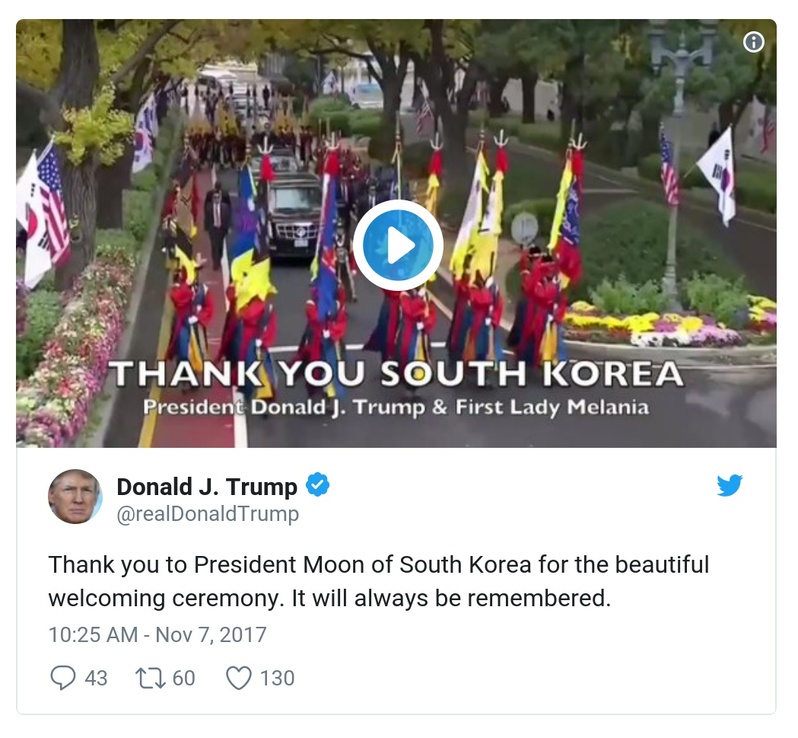 THANK YOU SOUTH KOREA
President Donald J. Trump & First Lady Melania
Donald J. Trump
@realDonaldTrump
Thank you to President Moon of South Korea for the beautiful
welcoming ceremony. It will always be remembered.
10:25 AM - Nov 7, 2017
43 60 130